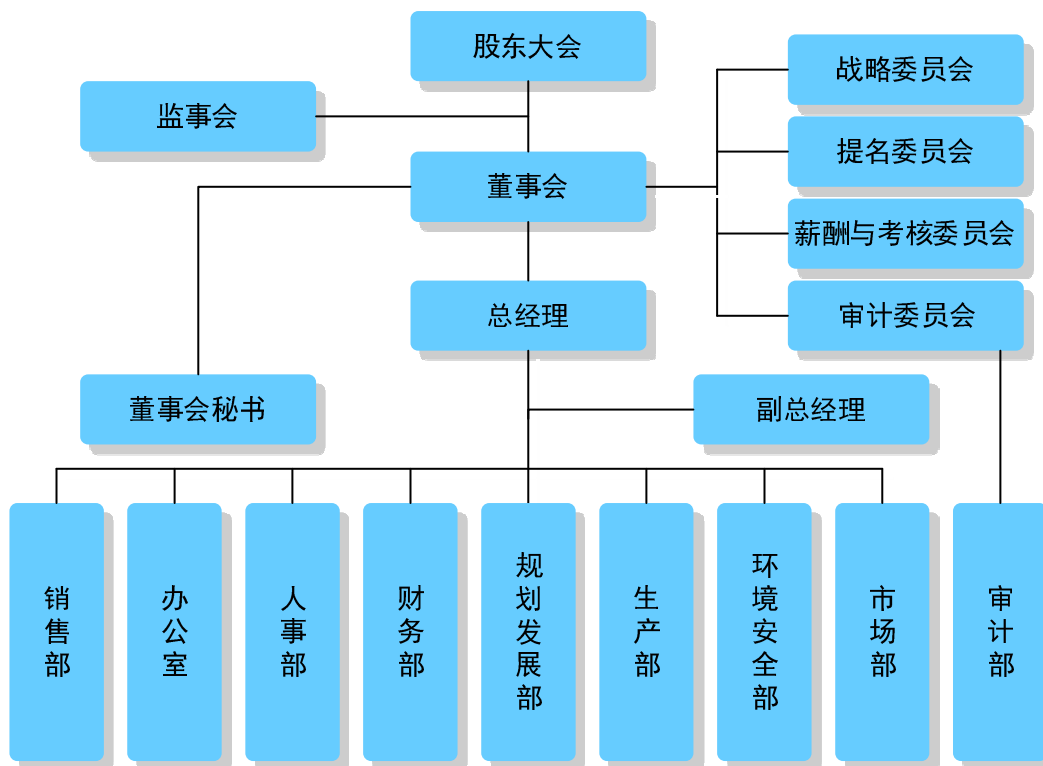 股东大会
战略委员会
监事会
提名委员会
董事会
薪酬与考核委员会
总经理
审计委员会
董事会秘书
副总经理
销售部
办公室
人事部
财务部
规划发展部
生产部
环境安全部
市场部
审计部